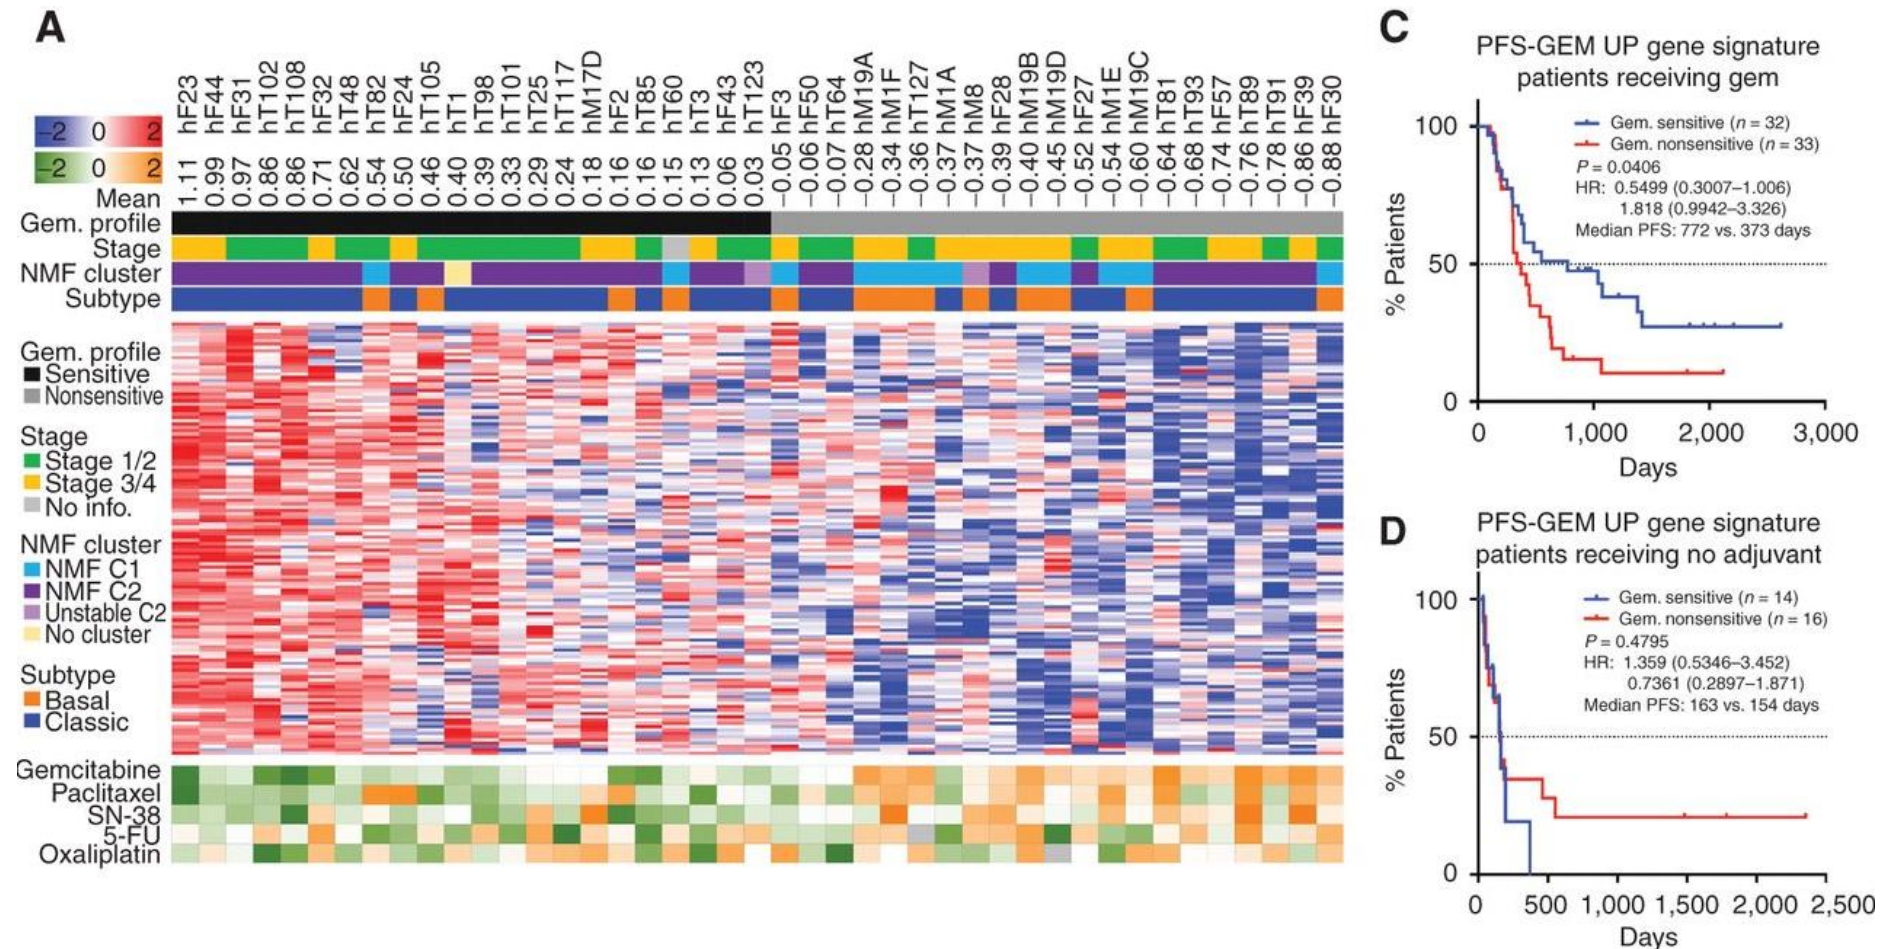 A
hF23 hF44 hF31 hT102 hT108 hF32 hT48 hT82 hF24 hT105 hT1 hT98 hT101 hT25 hT117 hM17D hF2 hT85 hT60 hT3 hF43 hT123 hF3 hF50 hT64 hM19A hM1F hT127 hM1A hM8 hF28 hM19B hM19D hF27 hM1E hM19C hT81 hT93 hF57 hT89 hT91 hF39 hF30
−2 0 2
−2 0 2
Mean 1.11 0.99 0.97 0.86 0.86 0.71 0.62 0.54 0.50 0.46 0.40 0.39 0.33 0.29 0.24 0.18 0.16 0.16 0.15 0.13 0.06 0.03 −0.05 −0.06 −0.07 −0.28 −0.34 −0.36 −0.37 −0.37 −0.39 −0.40 −0.45 −0.52 −0.54 −0.60 −0.64 −0.68 −0.74 −0.76 −0.78 −0.86 −0.88
Gem. profile
Stage
NMF cluster
Subtype
Gem. profile
Sensitive
Nonsensitive
Stage
Stage 1/2
Stage 3/4
No info.
NMF cluster
NMF C1
NMF C2
Unstable C2
No cluster
Subtype
Basal
Classic
Gemcitabine
Paclitaxel
SN-38
5-FU
Oxaliplatin
C
PFS-GEM UP gene signature
patients receiving gem
Gem. sensitive (n = 32)
Gem. nonsensitive (n = 33)
P = 0.0406
HR: 0.5499 (0.3007–1.006)
1.818 (0.9942–3.326)
Median PFS: 772 vs. 373 days
% Patients
100
50
0
0 1,000 2,000 3,000
Days
D
PFS-GEM UP gene signature
patients receiving no adjuvant
Gem. sensitive (n = 14)
Gem. nonsensitive (n = 16)
P = 0.4795
HR: 1.359 (0.5346–3.452)
0.7361 (0.2897–1.871)
Median PFS: 163 vs. 154 days
% Patients
100
50
0
0 500 1,000 1,500 2,000 2,500
Days